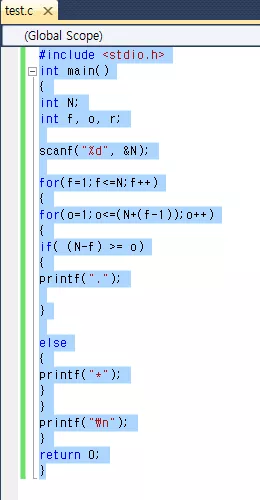 test.c ×
(Global Scope)
#include <stdio.h>
int main()
{
int N;
int f, o, r;
scanf("%d", &N);
for(f=1;f<=N;f++)
{
for(o=1;o<=(N+(f-1));o++)
{
if( (N-f) >= o)
{
printf(".");
}
else
{
printf("*");
}
}
printf("₩n");
}
return 0;
}